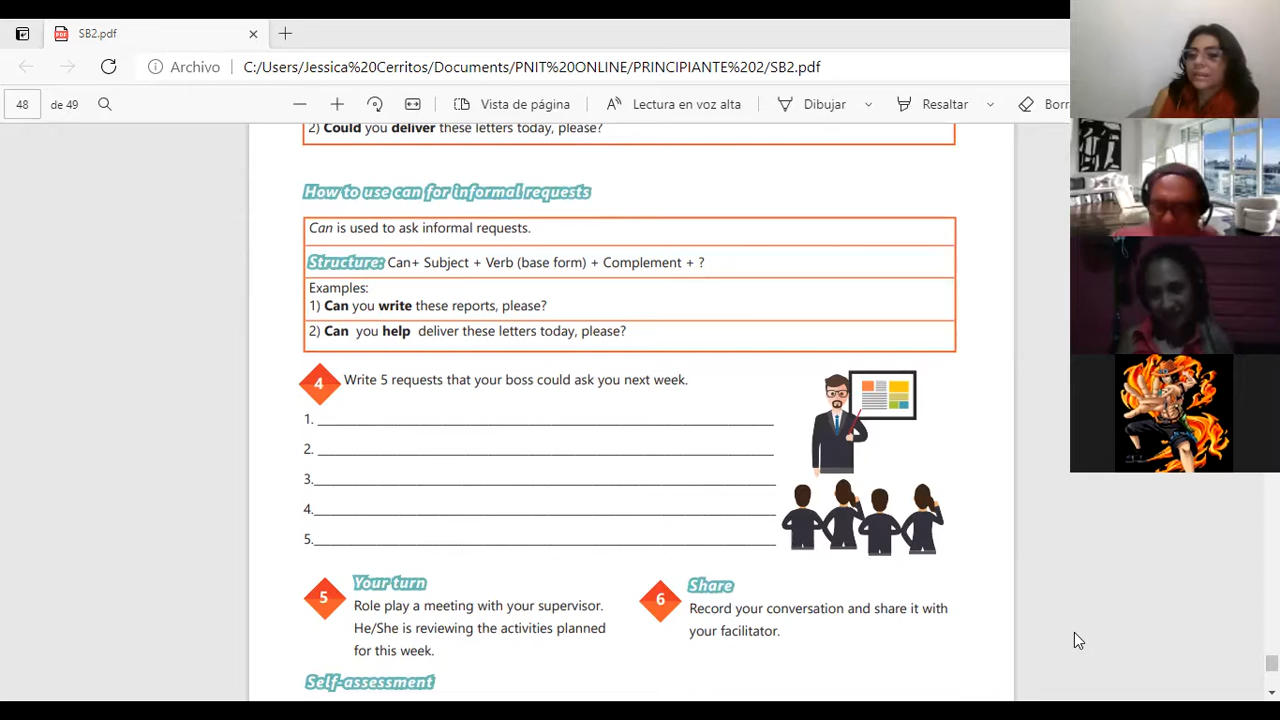 SB2.pdf
Archivo C:/Users/Jessica%20Cerritos/Documents/PNIT%20ONLINE/PRINCIPIANTE%202/SB2.pdf
48 de 49 Vista de página Lectura en voz alta Dibujar Resaltar Borr
2) Could you deliver these letters today, please?
How to use can for informal requests
Can is used to ask informal requests.
Structure: Can+ Subject + Verb (base form) + Complement + ?
Examples:
1) Can you write these reports, please?
2) Can you help deliver these letters today, please?
4 Write 5 requests that your boss could ask you next week.
1. ______________________________
2. ______________________________
3.______________________________
4.______________________________
5.______________________________
5 Your turn
Role play a meeting with your supervisor.
He/She is reviewing the activities planned
for this week.
6 Share
Record your conversation and share it with
your facilitator.
Self-assessment